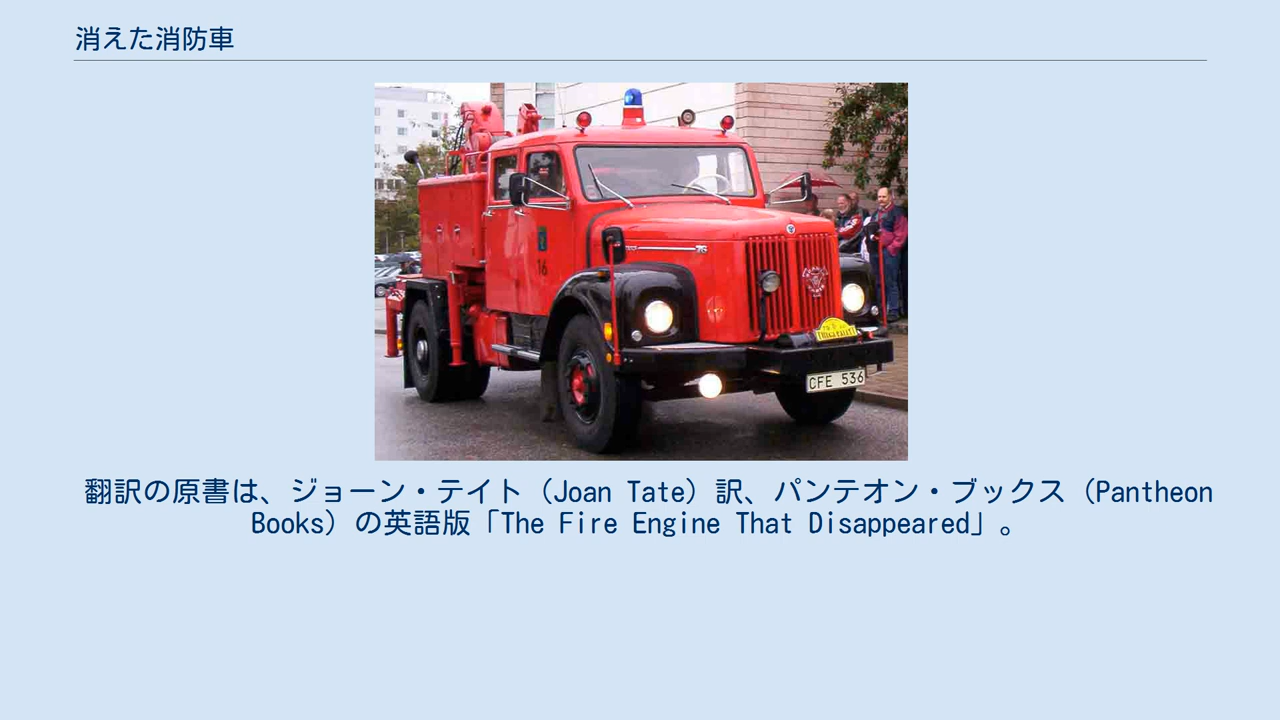 消えた消防車
16
CFE 536
翻訳の原書は、ジョーン・テイト（Joan Tate）訳、パンテオン・ブックス（Pantheon
Books）の英語版「The Fire Engine That Disappeared」。